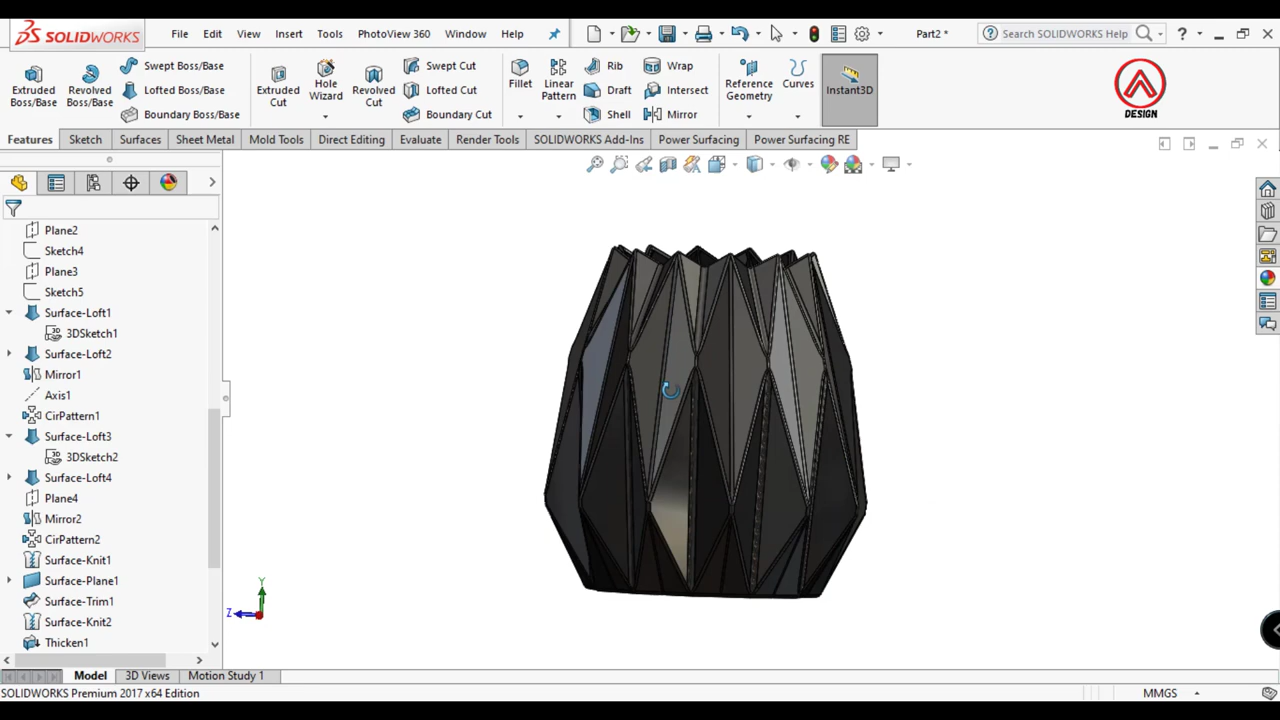 SOLIDWORKS File Edit View Insert Tools PhotoView 360 Window Help Part2 * Search SOLIDWORKS Help ?
Extruded Boss/Base
Revolved Boss/Base
Swept Boss/Base
Lofted Boss/Base
Boundary Boss/Base
Extruded Cut
Hole Wizard
Revolved Cut
Swept Cut
Lofted Cut
Boundary Cut
Fillet
Linear Pattern
Rib
Draft
Shell
Wrap
Intersect
Mirror
Reference Geometry
Curves
Instant3D
DESIGN
Features Sketch Surfaces Sheet Metal Mold Tools Direct Editing Evaluate Render Tools SOLIDWORKS Add-Ins Power Surfacing Power Surfacing RE
Plane2
Sketch4
Plane3
Sketch5
Surface-Loft1
3DSketch1
Surface-Loft2
Mirror1
Axis1
CirPattern1
Surface-Loft3
3DSketch2
Surface-Loft4
Plane4
Mirror2
CirPattern2
Surface-Knit1
Surface-Plane1
Surface-Trim1
Surface-Knit2
Thicken1
Y
Z
Model 3D Views Motion Study 1
SOLIDWORKS Premium 2017 x64 Edition MMGS